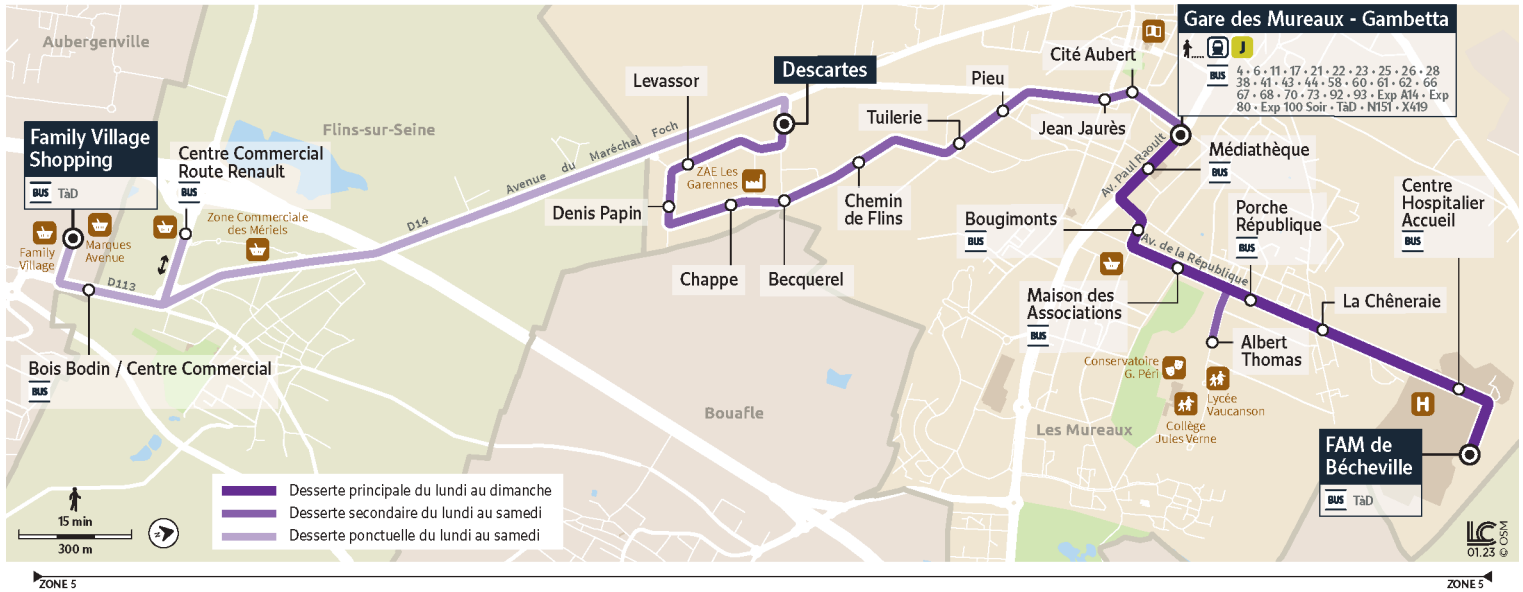 Aubergenville
Family Village
Shopping
BUS TàD
Family
Village
Marques
Avenue
D113
Bois Bodin / Centre Commercial
BUS
Centre Commercial
Route Renault
BUS
Zone Commerciale
des Mériels
Flins-sur-Seine
D14
Avenue du Maréchal Foch
Levassor
Descartes
ZAE Les
Garennes
Denis Papin
Chappe
Becquerel
Chemin
de Flins
Tuilerie
Pieu
Jean Jaurès
Cité Aubert
Gare des Mureaux - Gambetta
J
BUS
4 • 6 • 11 • 17 • 21 • 22 • 23 • 25 • 26 • 28
38 • 41 • 43 • 44 • 58 • 60 • 61 • 62 • 66
67 • 68 • 70 • 73 • 92 • 93 • Exp A14 • Exp
80 • Exp 100 Soir • TàD • N151 • X419
Av. Paul Raoult
Médiathèque
BUS
Bougimonts
BUS
Av. de la République
Maison des
Associations
BUS
Porche
République
BUS
Albert
Thomas
La Chêneraie
Centre
Hospitalier
Accueil
BUS
H
FAM de
Bécheville
BUS TàD
Conservatoire
G. Péri
Lycée
Vaucanson
Collège
Jules Verne
Les Mureaux
Bouafle
Desserte principale du lundi au dimanche
Desserte secondaire du lundi au samedi
Desserte ponctuelle du lundi au samedi
15 min
300 m
LC
01.23 © OSM
ZONE 5
ZONE 5